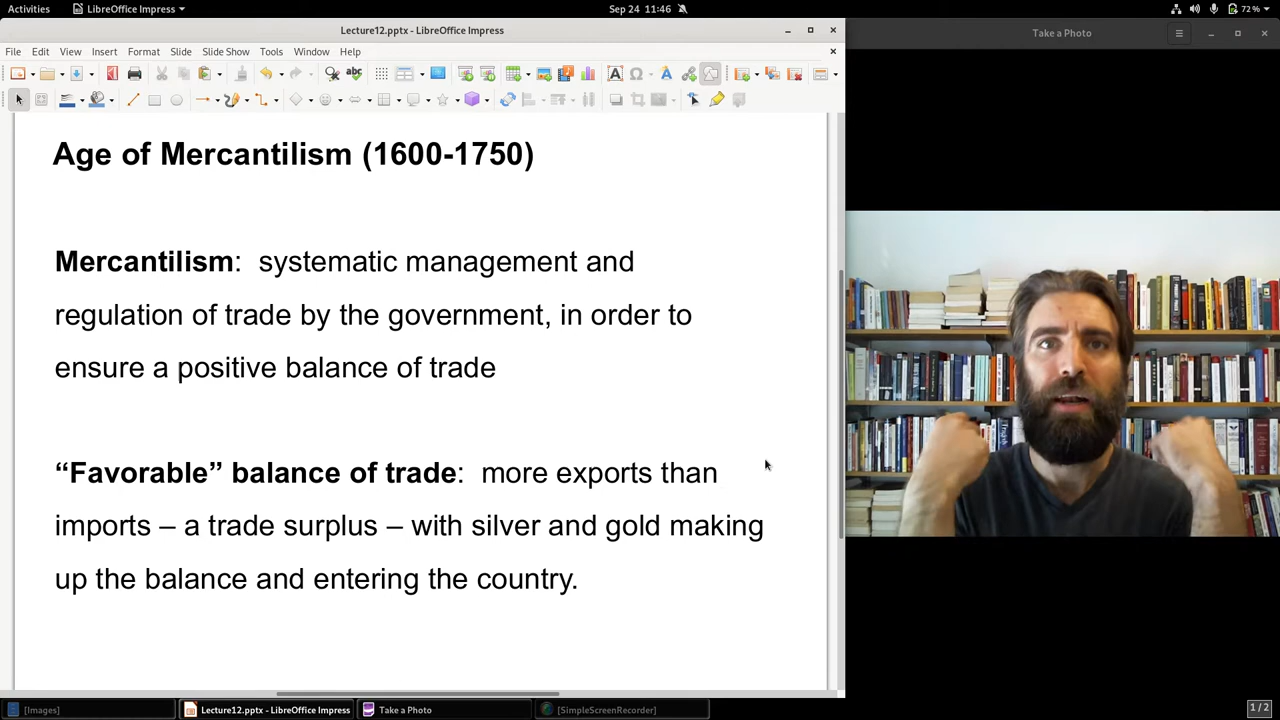 Activities
LibreOffice Impress
Sep 24 11:46
72%
Lecture12.pptx - LibreOffice Impress
Take a Photo
File Edit View Insert Format Slide Slide Show Tools Window Help
abc
Age of Mercantilism (1600-1750)
Mercantilism: systematic management and
regulation of trade by the government, in order to
ensure a positive balance of trade
“Favorable” balance of trade: more exports than
imports – a trade surplus – with silver and gold making
up the balance and entering the country.
[Images]
Lecture12.pptx - LibreOffice Impress
Take a Photo
[SimpleScreenRecorder]
1/2